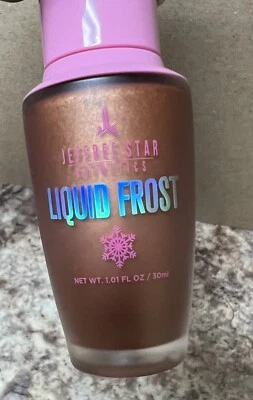 JEFFREE STAR
COSMETICS
LIQUID FROST
NET WT. 1.01 FL OZ / 30ml